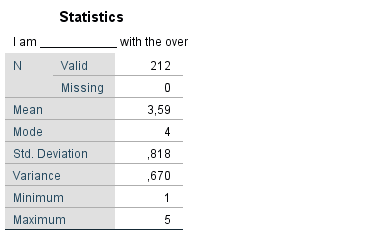 Statistics
I am ____________ with the over
N Valid 212
Missing 0
Mean 3,59
Mode 4
Std. Deviation ,818
Variance ,670
Minimum 1
Maximum 5